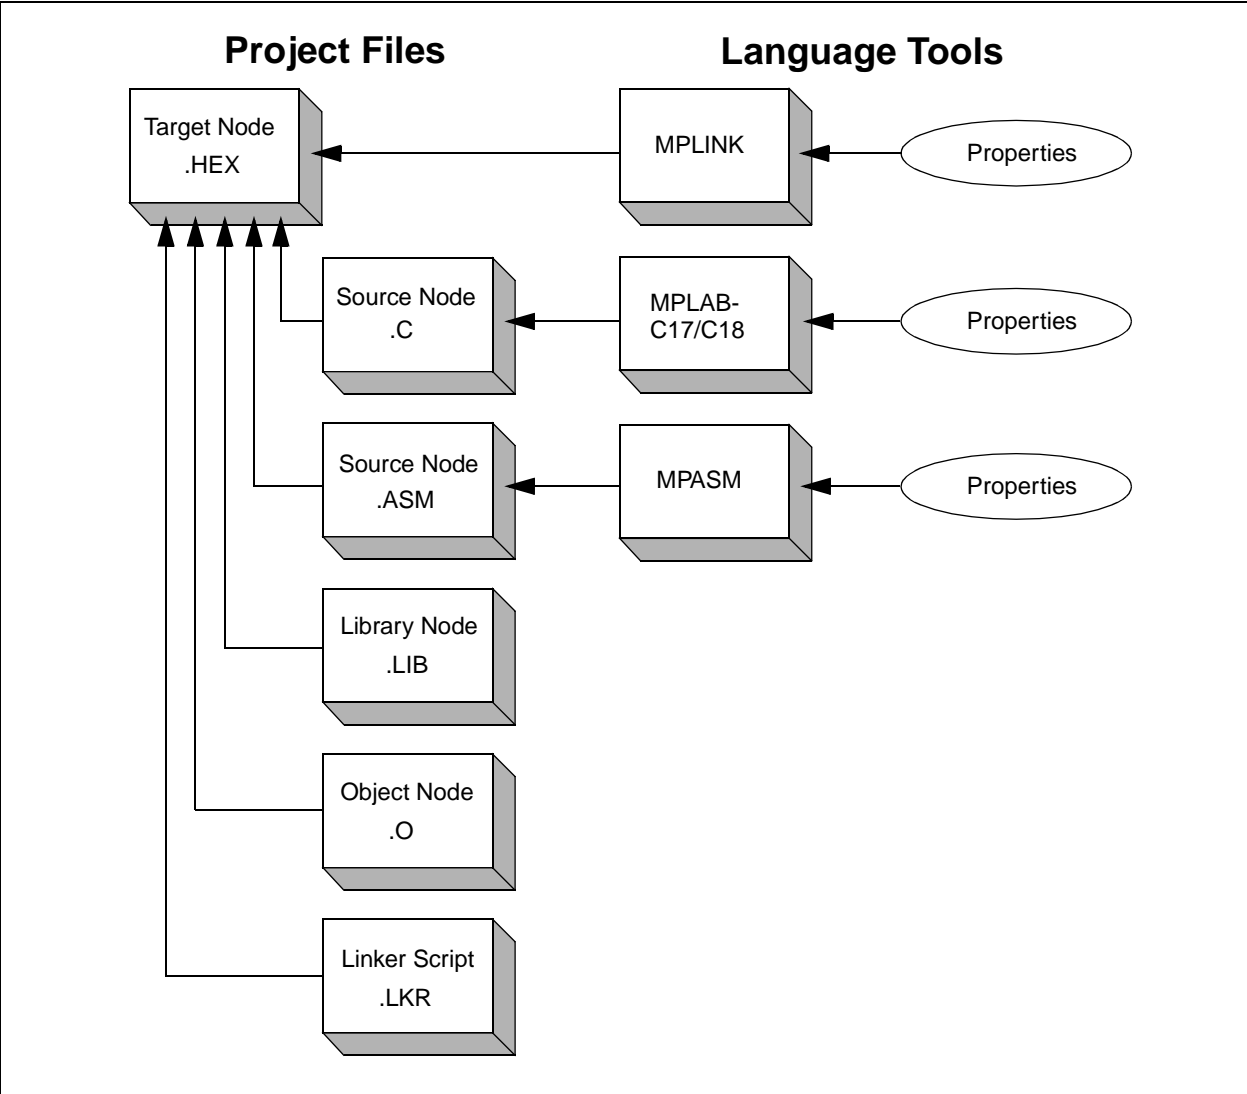 Project Files
Language Tools
Target Node
.HEX
MPLINK
Properties
Source Node
.C
MPLAB-
C17/C18
Properties
Source Node
.ASM
MPASM
Properties
Library Node
.LIB
Object Node
.O
Linker Script
.LKR